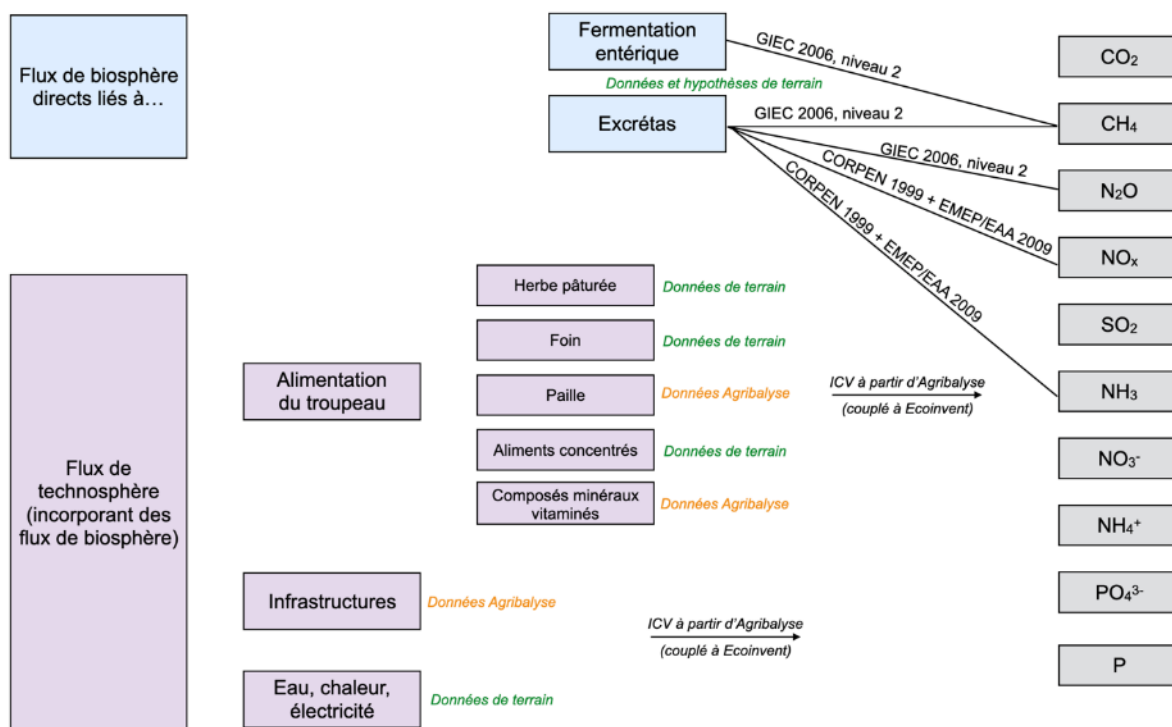 Flux de biosphère
directs liés à…
Fermentation
entérique
Données et hypothèses de terrain
Excrétas
GIEC 2006, niveau 2
GIEC 2006, niveau 2
GIEC 2006, niveau 2
CORPEN 1999 + EMEP/EAA 2009
CORPEN 1999 + EMEP/EAA 2009
CO₂
CH₄
N₂O
NOₓ
SO₂
NH₃
NO₃⁻
NH₄⁺
PO₄³⁻
P
Flux de
technosphère
(incorporant des
flux de biosphère)
Alimentation
du troupeau
Herbe pâturée
Données de terrain
Foin
Données de terrain
Paille
Données Agribalyse
Aliments concentrés
Données de terrain
Composés minéraux
vitaminés
Données Agribalyse
ICV à partir d'Agribalyse
(couplé à Ecoinvent)
Infrastructures
Données Agribalyse
Eau, chaleur,
électricité
Données de terrain
ICV à partir d'Agribalyse
(couplé à Ecoinvent)